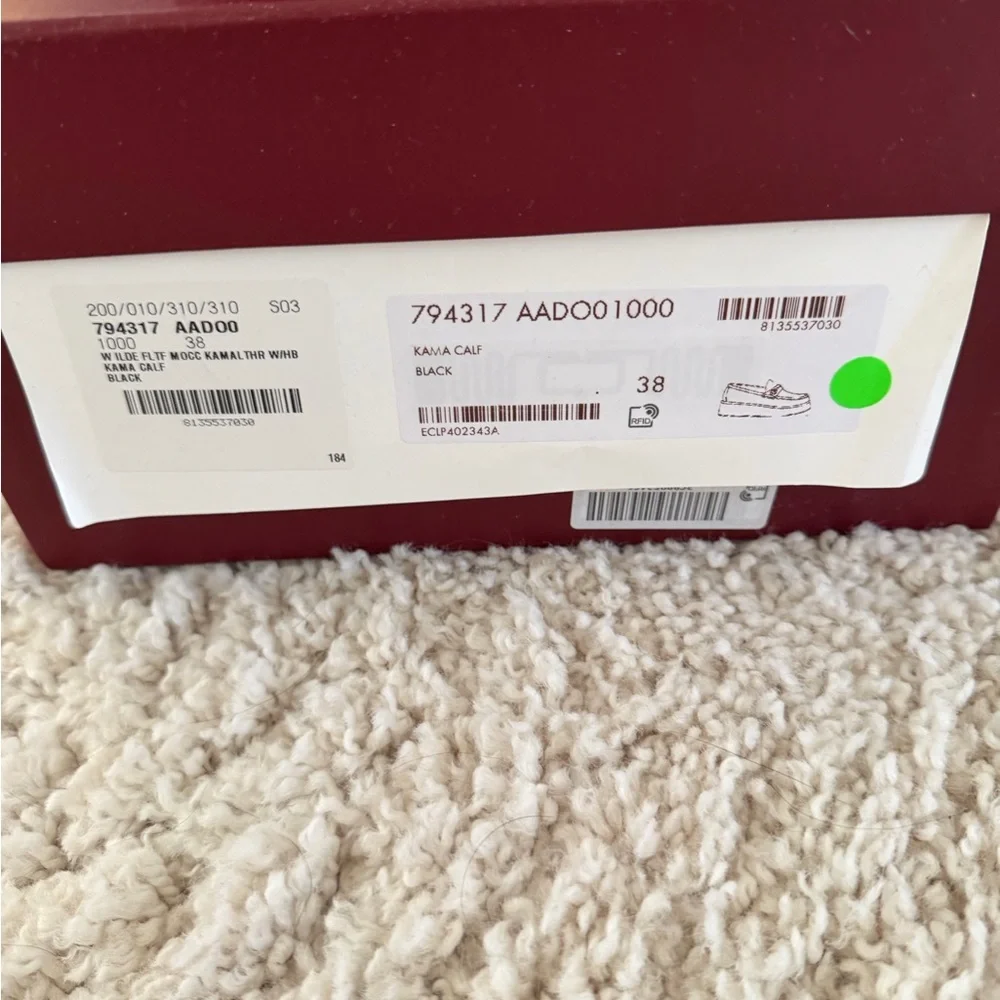 200/010/310/310 S03
794317 AADO0
1000 38
W ILDE FLTF MOCC KAMALTHR W/HB
KAMA CALF
BLACK
8135537030
184
794317 AADO01000
8135537030
KAMA CALF
BLACK
38
RFID
ECLP402343A